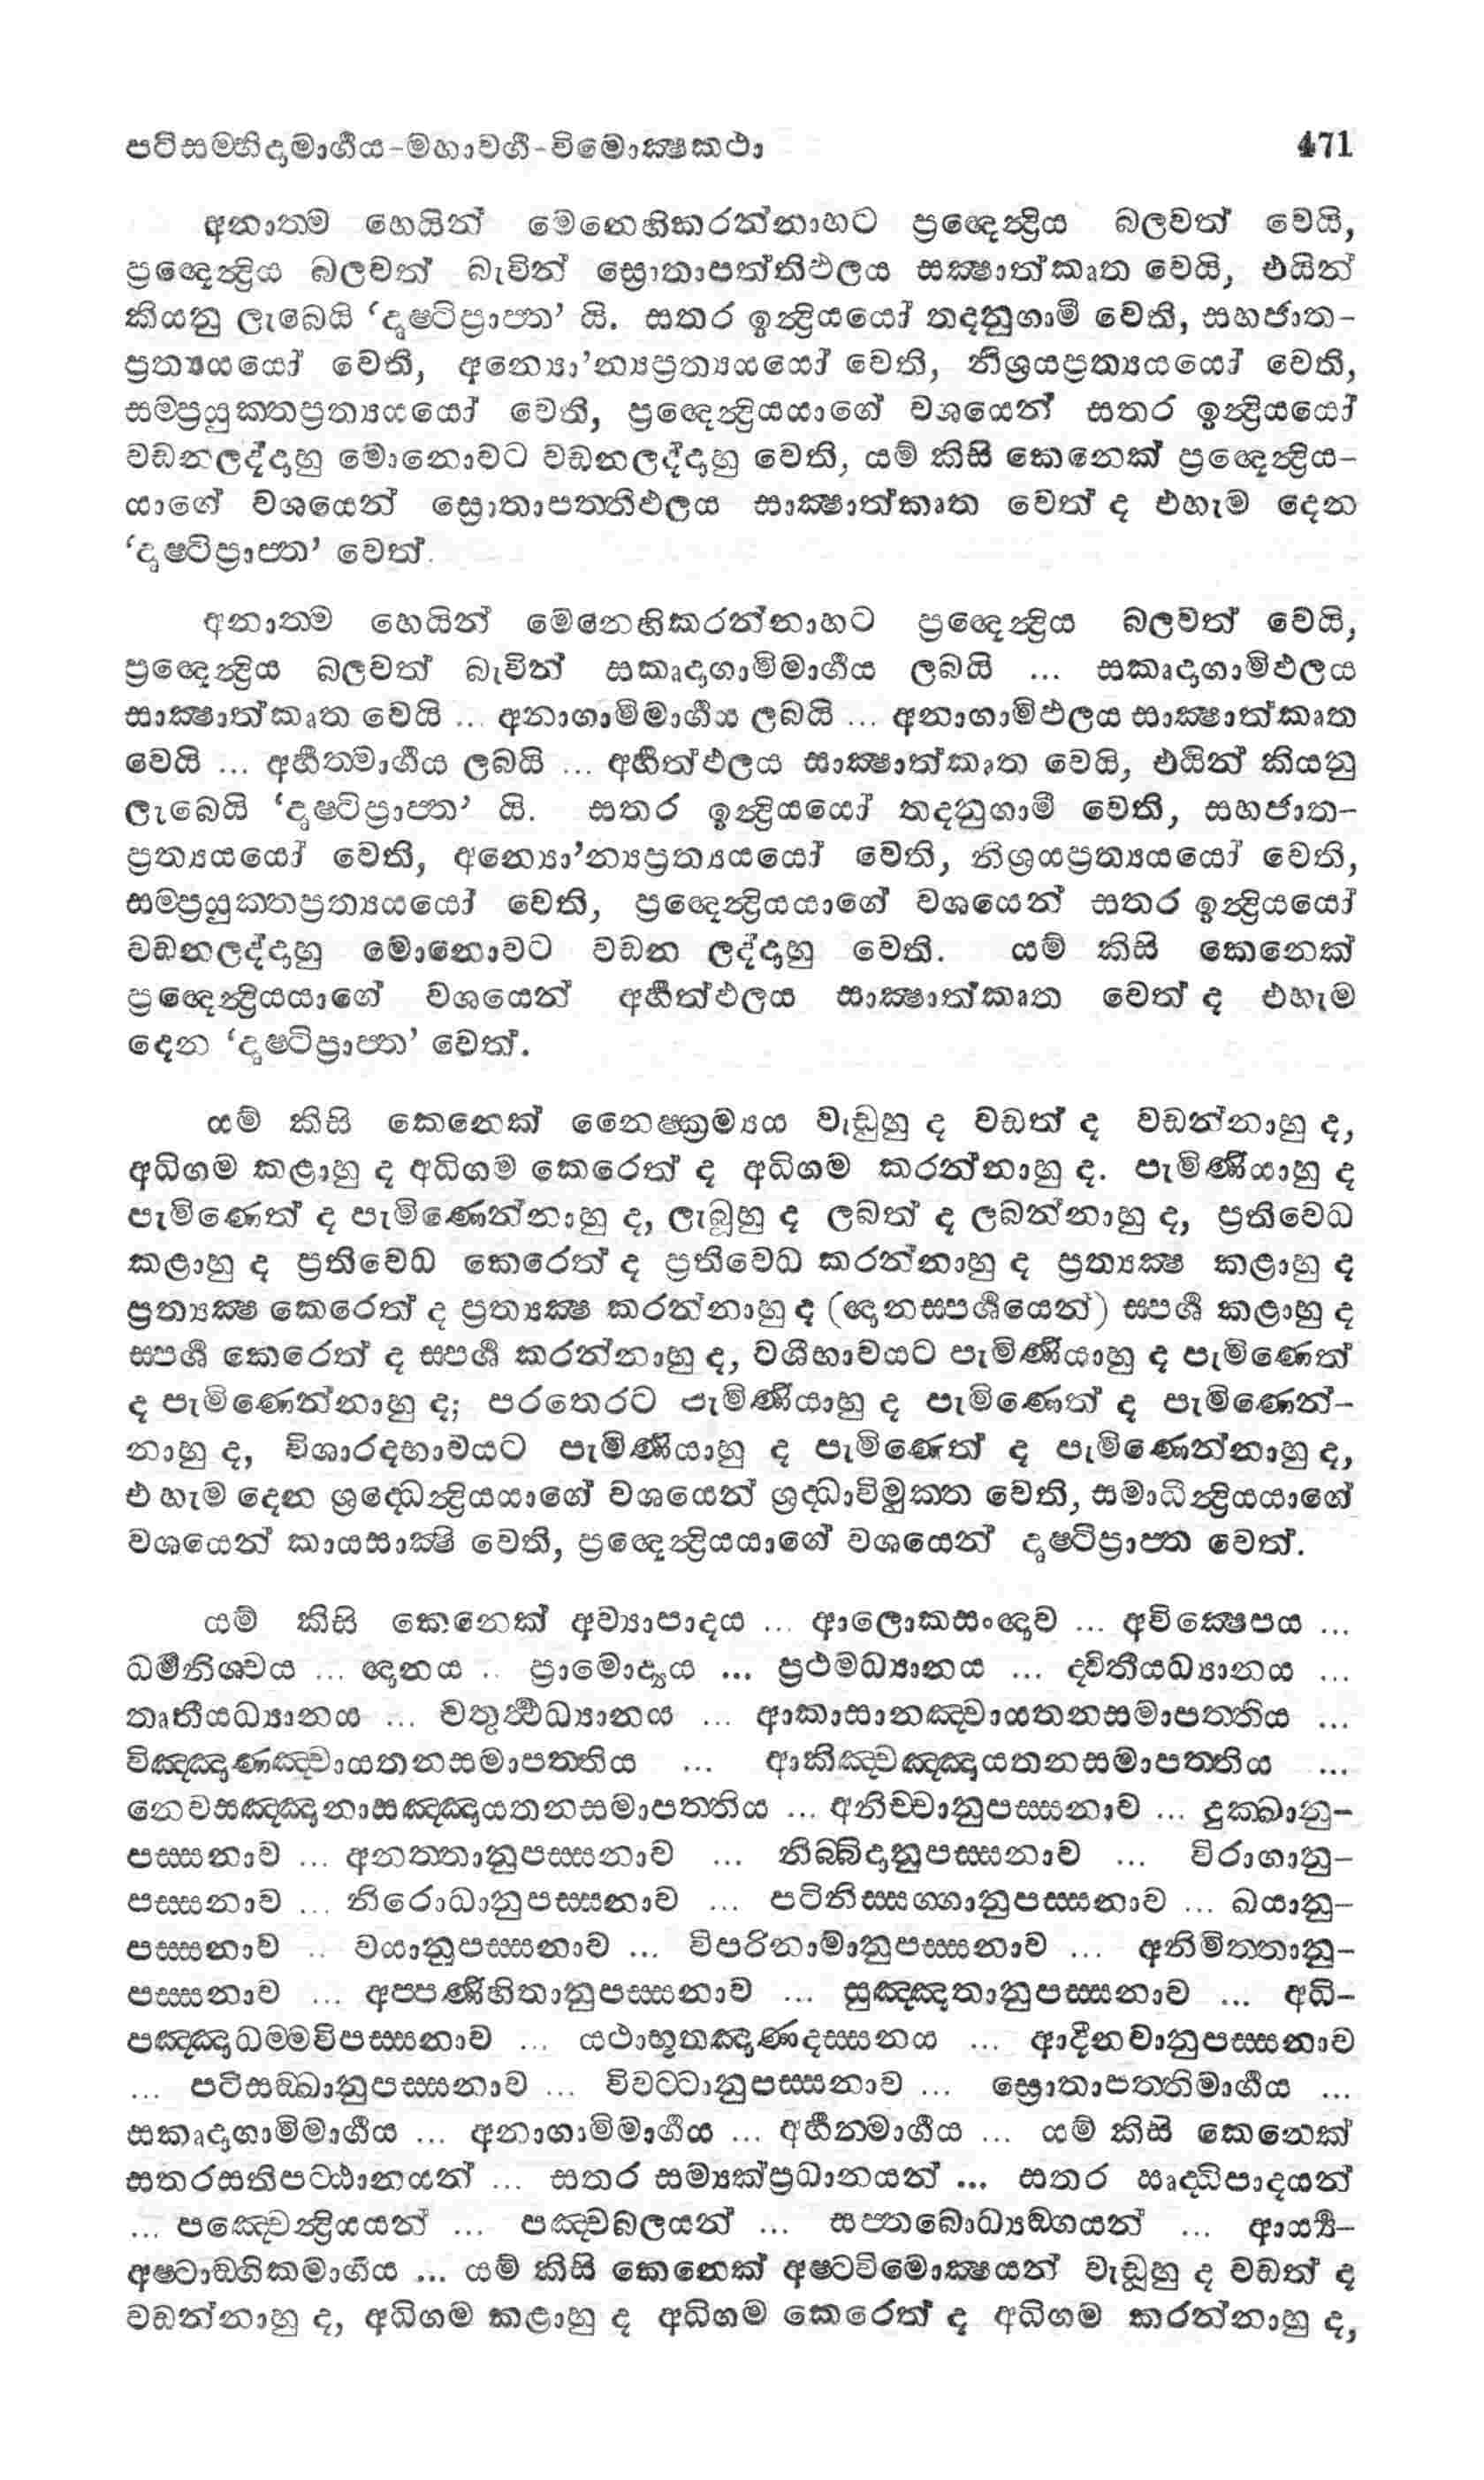 පටිසම්භිදාමාර්‍ගය-මහාවර්‍ග-විමොක්‍ෂකථා 471
අනාත්ම හෙයින් මෙනෙහිකරන්නාහට ප්‍රඥෙන්‍ද්‍රිය බලවත් වෙයි,
ප්‍රඥෙන්‍ද්‍රිය බලවත් බැවින් ස්‍රොතාපත්තිඵලය සක්‍ෂාත්කෘත වෙයි, එයින්
කියනු ලැබෙයි ‘දෘෂ්ටිප්‍රාප්ත’ යි. සතර ඉන්‍ද්‍රියයෝ තදනුගාමී වෙති, සහජාත-
ප්‍රත්‍යයයෝ වෙති, අන්‍යො’න්‍යප්‍රත්‍යයයෝ වෙති, නිශ්‍රයප්‍රත්‍යයයෝ වෙති,
සම්ප්‍රයුක්තප්‍රත්‍යයයෝ වෙති, ප්‍රඥෙන්‍ද්‍රියයාගේ වශයෙන් සතර ඉන්‍ද්‍රියයෝ
වඩනලද්දාහු මොනොවට වඩනලද්දාහු වෙති, යම් කිසි කෙනෙක් ප්‍රඥෙන්‍ද්‍රිය-
යාගේ වශයෙන් ස්‍රොතාපත්තිඵලය සාක්‍ෂාත්කෘත වෙත් ද එහැම දෙන
‘දෘෂ්ටිප්‍රාප්ත’ වෙත්.
අනාත්ම හෙයින් මෙනෙහිකරන්නාහට ප්‍රඥෙන්‍ද්‍රිය බලවත් වෙයි,
ප්‍රඥෙන්‍ද්‍රිය බලවත් බැවින් සකෘදාගාමිමාර්‍ගය ලබයි ... සකෘදාගාමිඵලය
සාක්‍ෂාත්කෘත වෙයි ... අනාගාමිමාර්‍ගය ලබයි ... අනාගාමිඵලය සාක්‍ෂාත්කෘත
වෙයි ... අර්‍හත්මාර්‍ගය ලබයි ... අර්‍හත්ඵලය සාක්‍ෂාත්කෘත වෙයි, එයින් කියනු
ලැබෙයි ‘දෘෂ්ටිප්‍රාප්ත’ යි. සතර ඉන්‍ද්‍රියයෝ තදනුගාමී වෙති, සහජාත-
ප්‍රත්‍යයයෝ වෙති, අන්‍යො’න්‍යප්‍රත්‍යයයෝ වෙති, නිශ්‍රයප්‍රත්‍යයයෝ වෙති,
සම්ප්‍රයුක්තප්‍රත්‍යයයෝ වෙති, ප්‍රඥෙන්‍ද්‍රියයාගේ වශයෙන් සතර ඉන්‍ද්‍රියයෝ
වඩනලද්දාහු මොනොවට වඩන ලද්දාහු වෙති. යම් කිසි කෙනෙක්
ප්‍රඥෙන්‍ද්‍රියයාගේ වශයෙන් අර්‍හත්ඵලය සාක්‍ෂාත්කෘත වෙත් ද එහැම
දෙන ‘දෘෂ්ටිප්‍රාප්ත’ වෙත්.
යම් කිසි කෙනෙක් නෛෂ්ක්‍රම්‍යය වැඩූහු ද වඩත් ද වඩන්නාහු ද,
අධිගම කළාහු ද අධිගම කෙරෙත් ද අධිගම කරන්නාහු ද. පැමිණියාහු ද
පැමිණෙත් ද පැමිණෙන්නාහු ද, ලැබූහු ද ලබත් ද ලබන්නාහු ද, ප්‍රතිවෙධ
කළාහු ද ප්‍රතිවෙධ කෙරෙත් ද ප්‍රතිවෙධ කරන්නාහු ද ප්‍රත්‍යක්‍ෂ කළාහු ද
ප්‍රත්‍යක්‍ෂ කෙරෙත් ද ප්‍රත්‍යක්‍ෂ කරන්නාහු ද (ඥානස්පර්‍ශයෙන්) ස්පර්‍ශ කළාහු ද
ස්පර්‍ශ කෙරෙත් ද ස්පර්‍ශ කරන්නාහු ද, වශීභාවයට පැමිණියාහු ද පැමිණෙත්
ද පැමිණෙන්නාහු ද; පරතෙරට පැමිණියාහු ද පැමිණෙත් ද පැමිණෙන්-
නාහු ද, විශාරදභාවයට පැමිණියාහු ද පැමිණෙත් ද පැමිණෙන්නාහු ද,
එ හැම දෙන ශ්‍රද්ධෙන්‍ද්‍රියයාගේ වශයෙන් ශ්‍රද්ධාවිමුක්ත වෙති, සමාධින්‍ද්‍රියයාගේ
වශයෙන් කායසාක්‍ෂි වෙති, ප්‍රඥෙන්‍ද්‍රියයාගේ වශයෙන් දෘෂ්ටිප්‍රාප්ත වෙත්.
යම් කිසි කෙනෙක් අව්‍යාපාදය ... ආලොකසංඥාව ... අවික්‍ෂෙපය ...
ධර්‍මනිශ්චය ... ඥානය .. ප්‍රාමොද්‍යය ... ප්‍රථමධ්‍යානය ... ද්විතීයධ්‍යානය ...
තෘතීයධ්‍යානය ... චතුර්‍ත්‍ථධ්‍යානය ... ආකාසානඤ්චායතනසමාපත්තිය ...
විඤ්ඤාණඤ්චායතනසමාපත්තිය ... ආකිඤ්චඤ්ඤායතනසමාපත්තිය ...
නෙවසඤ්ඤානාසඤ්ඤායතනසමාපත්තිය ... අනිච්චානුපස්සනාව ... දුක්ඛානු-
පස්සනාව ... අනත්තානුපස්සනාව ... නිබ්බිදානුපස්සනාව ... විරාගානු-
පස්සනාව ... නිරොධානුපස්සනාව ... පටිනිස්සග්ගානුපස්සනාව ... ඛයානු-
පස්සනාව .. වයානුපස්සනාව ... විපරිනාමානුපස්සනාව ... අනිමිත්තානු-
පස්සනාව ... අප්පණිහිතානුපස්සනාව ... සුඤ්ඤතානුපස්සනාව ... අධි-
පඤ්ඤාධම්මවිපස්සනාව ... යථාභූතඤාණදස්සනය ... ආදීනවානුපස්සනාව
... පටිසඞ්ඛානුපස්සනාව ... විවට්ටානුපස්සනාව ... ස්‍රොතාපත්තිමාර්‍ගය ...
සකෘදාගාමිමාර්‍ගය ... අනාගාමිමාර්‍ගය ... අර්‍හත්මාර්‍ගය ... යම් කිසි කෙනෙක්
සතරසතිපට්ඨානයන් ... සතර සම්‍යක්ප්‍රධානයන් ... සතර ඍද්ධිපාදයන්
... පඤ්චෙන්‍ද්‍රියයන් ... පඤ්චබලයන් ... සප්තබොධ්‍යඞ්ගයන් ... ආර්‍ය්‍ය-
අෂ්ටාඞ්ගිකමාර්‍ගය ... යම් කිසි කෙනෙක් අෂ්ටවිමොක්‍ෂයන් වැඩූහු ද වඩත් ද
වඩන්නාහු ද, අධිගම කළාහු ද අධිගම කෙරෙත් ද අධිගම කරන්නාහු ද,